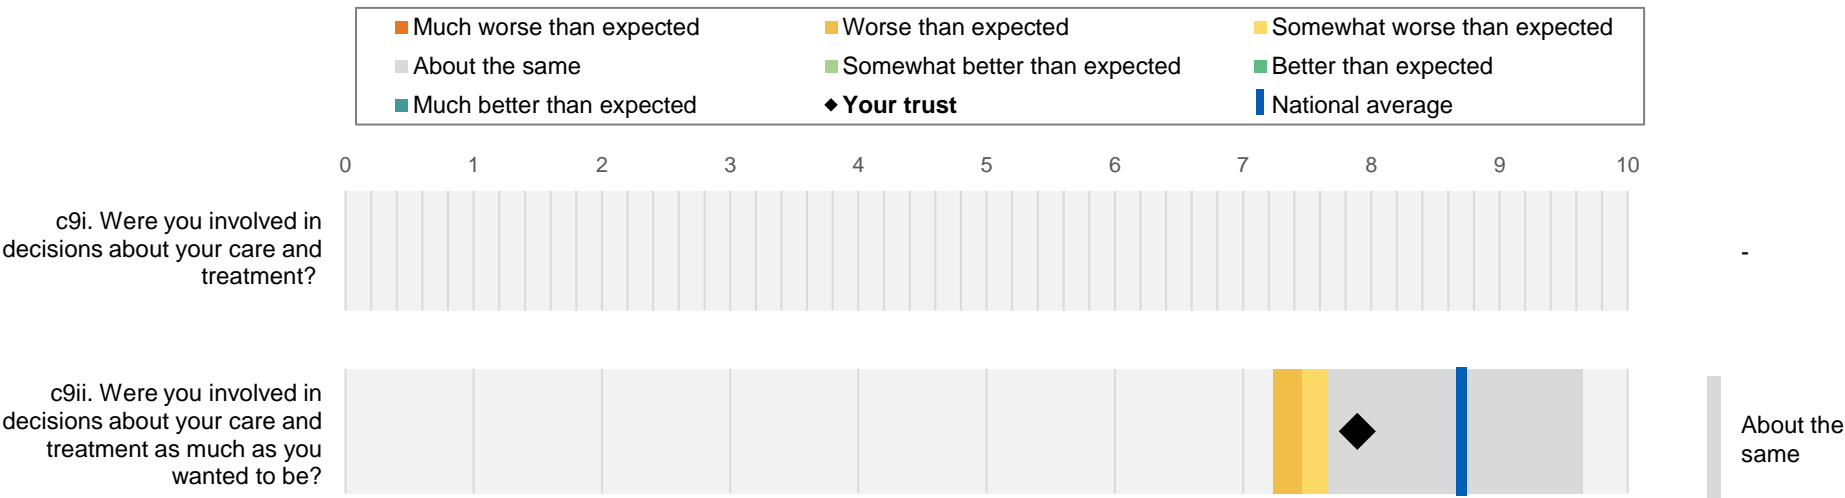 Much worse than expected
Worse than expected
Somewhat worse than expected
About the same
Somewhat better than expected
Better than expected
Much better than expected
Your trust
National average
0 1 2 3 4 5 6 7 8 9 10
c9i. Were you involved in
decisions about your care and
treatment?
-
c9ii. Were you involved in
decisions about your care and
treatment as much as you
wanted to be?
About the
same